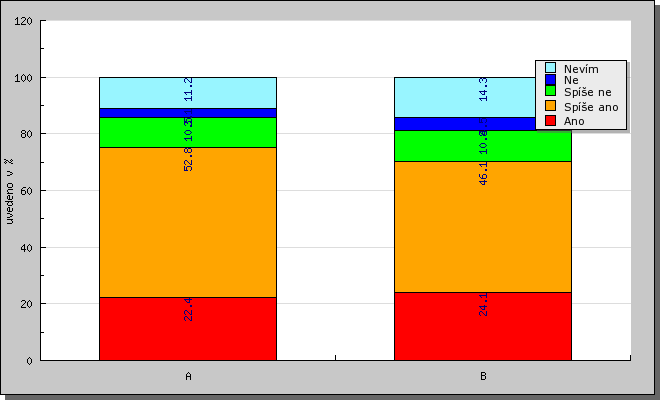 120
100
80
60
40
20
0
uvedeno v %
Nevím
Ne
Spíše ne
Spíše ano
Ano
11.2
52.8
22.4
14.3
46.1
24.1
A
B